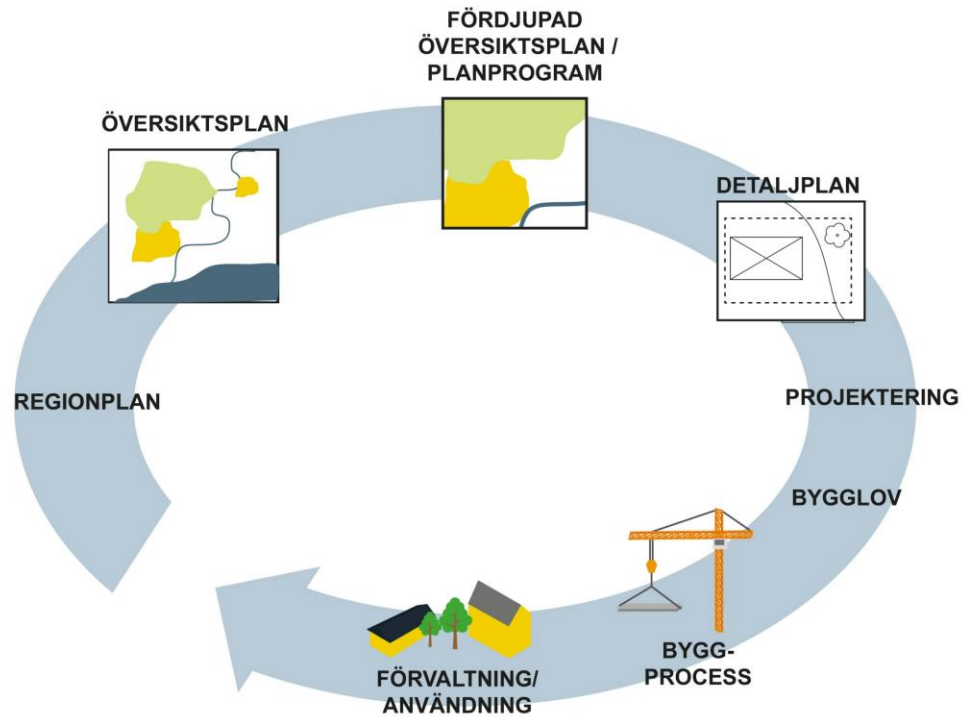 FÖRDJUPAD
ÖVERSIKTSPLAN /
PLANPROGRAM
ÖVERSIKTSPLAN
DETALJPLAN
REGIONPLAN
PROJEKTERING
BYGGLOV
BYGG-
PROCESS
FÖRVALTNING/
ANVÄNDNING